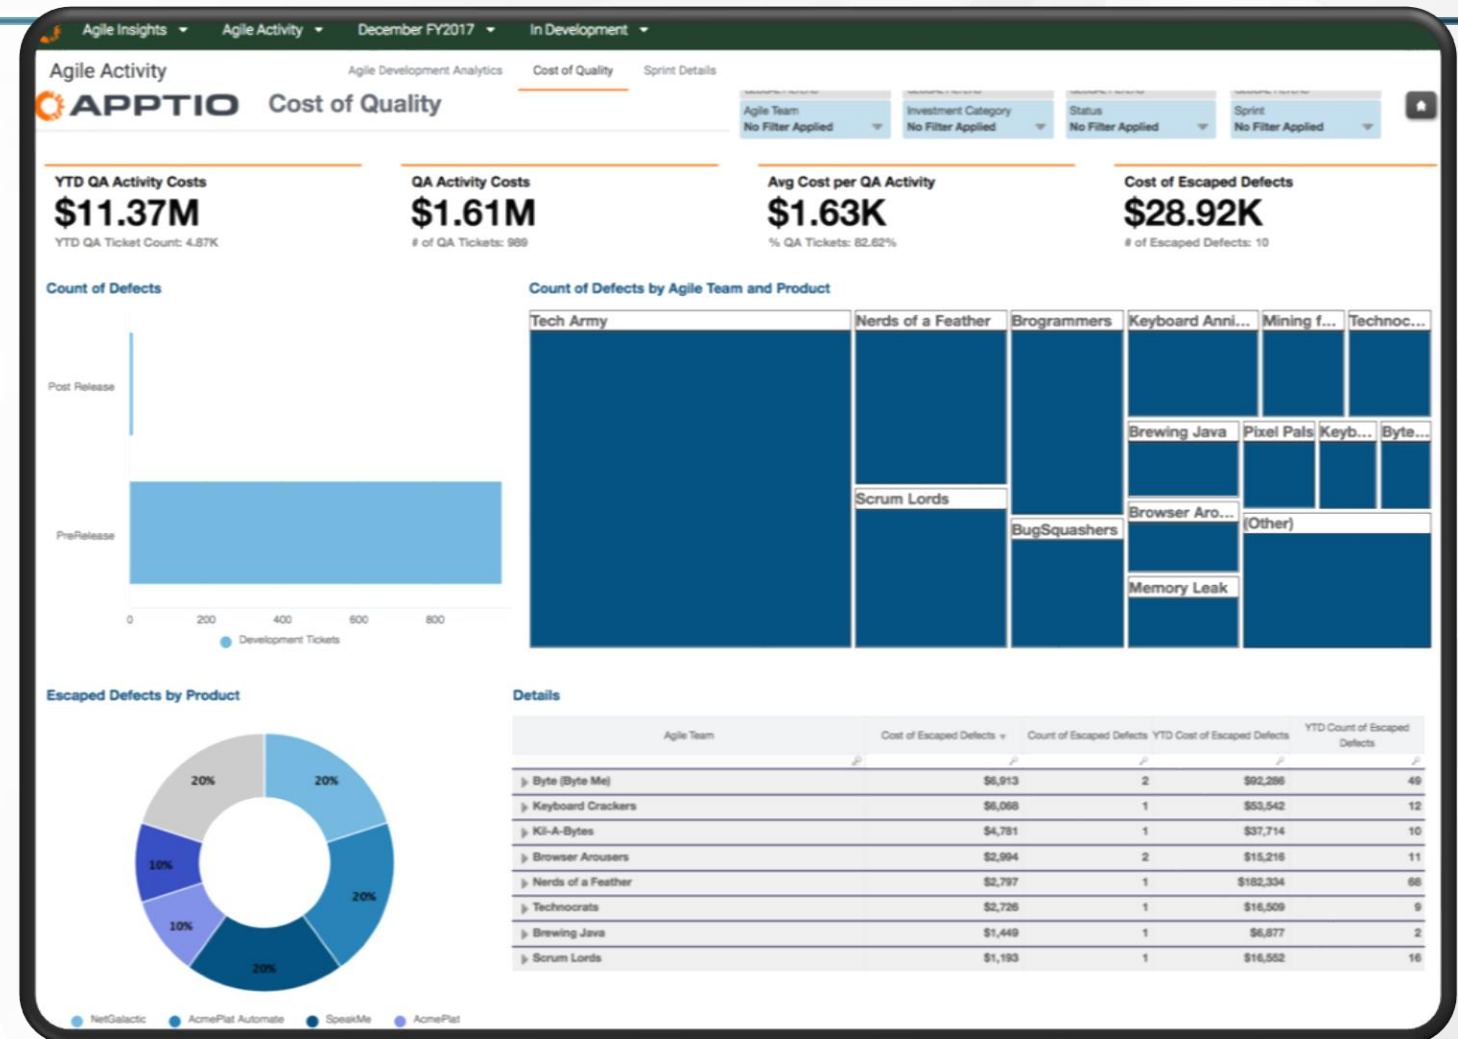 Agile Insights Agile Activity December FY2017 In Development
Agile Activity Agile Development Analytics Cost of Quality Sprint Details
APPTIO Cost of Quality
Agile Team Investment Category Status Sprint
No Filter Applied No Filter Applied No Filter Applied No Filter Applied
YTD QA Activity Costs QA Activity Costs Avg Cost per QA Activity Cost of Escaped Defects
$11.37M $1.61M $1.63K $28.92K
YTD QA Ticket Count: 4.87K # of QA Tickets: 989 % QA Tickets: 82.62% # of Escaped Defects: 10
Count of Defects Count of Defects by Agile Team and Product
Tech Army Nerds of a Feather Brogrammers Keyboard Anni... Mining f... Technoc...
Post Release
Brewing Java Pixel Pals Keyb... Byte...
Scrum Lords
Browser Aro...
BugSquashers (Other)
PreRelease
Memory Leak
0 200 400 600 800
Development Tickets
Escaped Defects by Product Details
Agile Team Cost of Escaped Defects Count of Escaped Defects YTD Cost of Escaped Defects YTD Count of Escaped Defects
Byte (Byte Me) $6,913 2 $92,286 49
Keyboard Crackers $6,068 1 $53,542 12
Kil-A-Bytes $4,781 1 $37,714 10
Browser Arousers $2,994 2 $15,216 11
Nerds of a Feather $2,797 1 $182,334 66
Technocrats $2,726 1 $16,509 9
Brewing Java $1,449 1 $6,877 2
Scrum Lords $1,193 1 $16,552 16
20% 20%
10% 20%
10%
20%
NetGalactic AcmePlat Automate SpeakMe AcmePlat